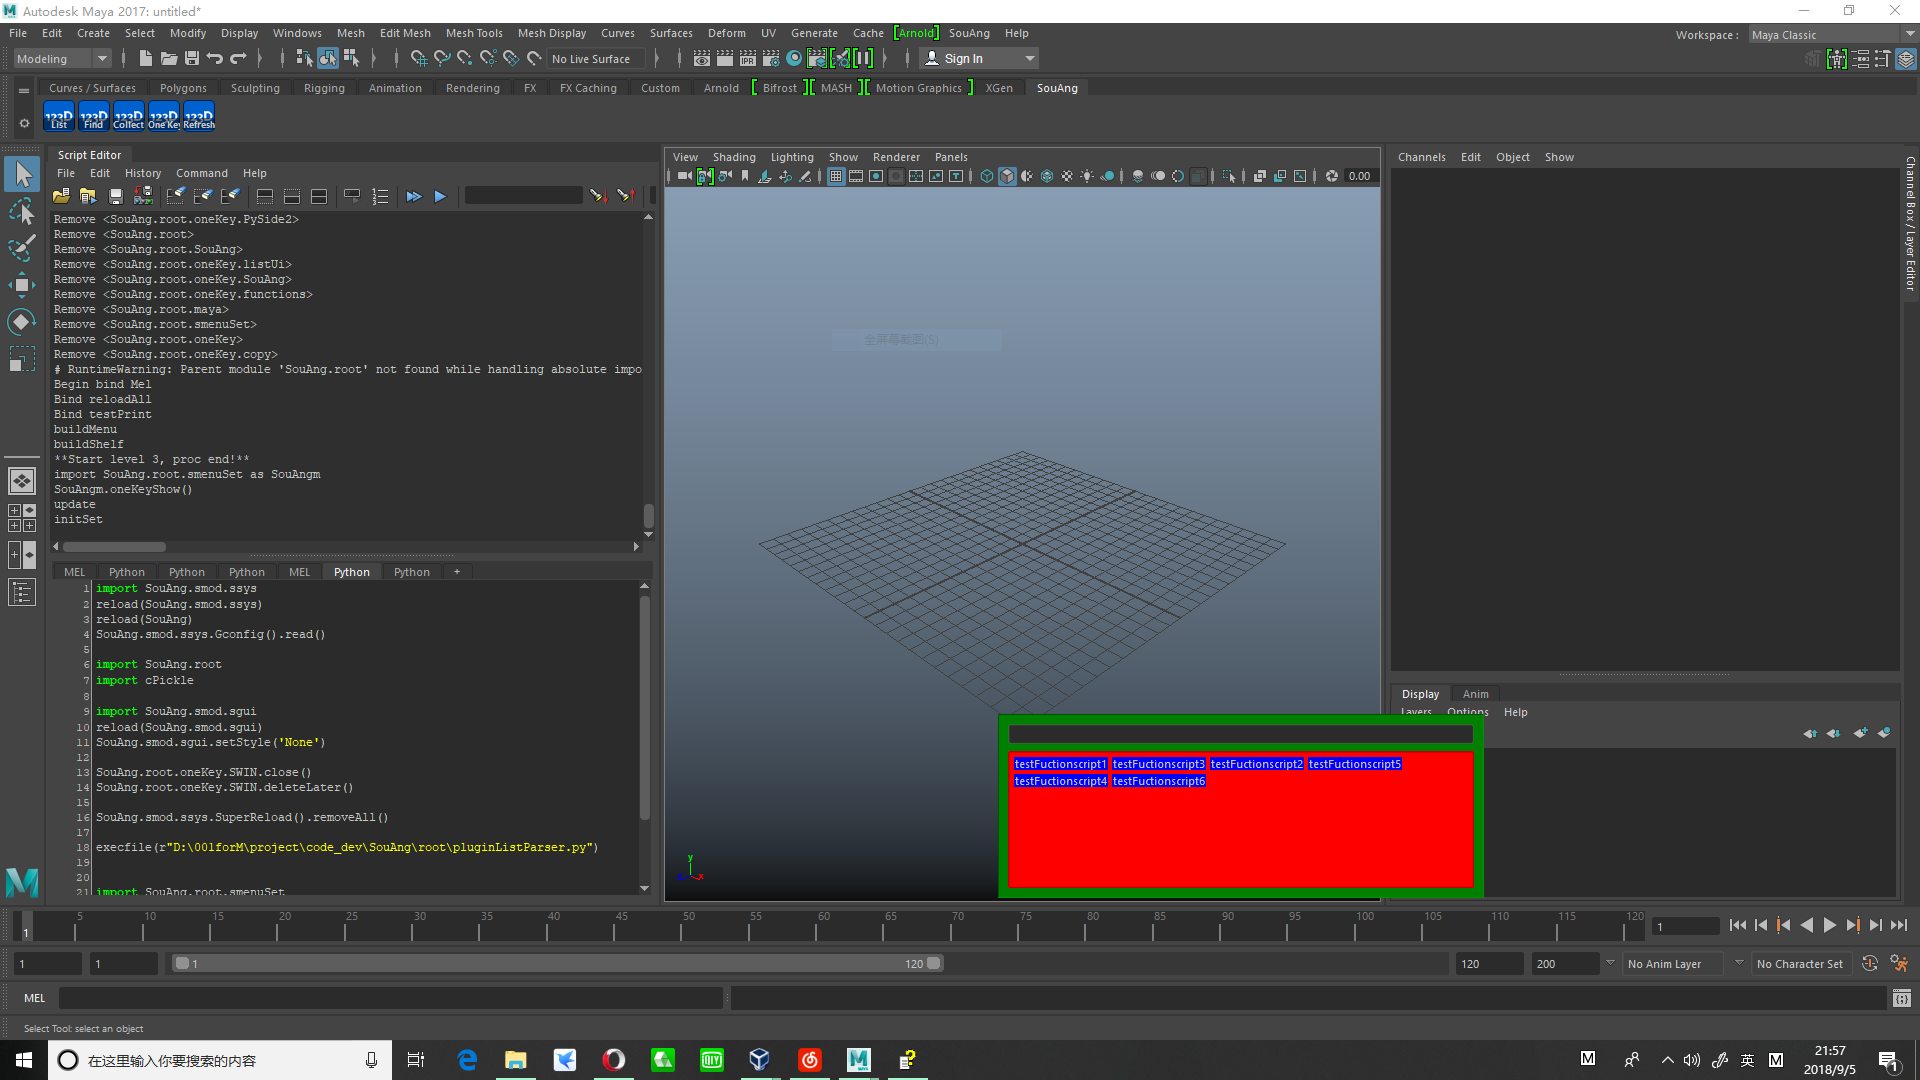 Autodesk Maya 2017: untitled*
File Edit Create Select Modify Display Windows Mesh Edit Mesh Mesh Tools Mesh Display Curves Surfaces Deform UV Generate Cache [Arnold] SouAng Help
Workspace : Maya Classic
Modeling No Live Surface Sign In
Curves / Surfaces Polygons Sculpting Rigging Animation Rendering FX FX Caching Custom Arnold Bifrost MASH Motion Graphics XGen SouAng
List Find Collect One Key Refresh
Script Editor
File Edit History Command Help
Remove <SouAng.root.oneKey.PySide2>
Remove <SouAng.root>
Remove <SouAng.root.SouAng>
Remove <SouAng.root.oneKey.listUi>
Remove <SouAng.root.oneKey.SouAng>
Remove <SouAng.root.oneKey.functions>
Remove <SouAng.root.maya>
Remove <SouAng.root.smenuSet>
Remove <SouAng.root.oneKey>
Remove <SouAng.root.oneKey.copy>
# RuntimeWarning: Parent module 'SouAng.root' not found while handling absolute impo
Begin bind Mel
Bind reloadAll
Bind testPrint
buildMenu
buildShelf
**Start level 3, proc end!**
import SouAng.root.smenuSet as SouAngm
SouAngm.oneKeyShow()
update
initSet
MEL Python Python Python MEL Python Python +
1 import SouAng.smod.ssys
2 reload(SouAng.smod.ssys)
3 reload(SouAng)
4 SouAng.smod.ssys.Gconfig().read()
5
6 import SouAng.root
7 import cPickle
8
9 import SouAng.smod.sgui
10 reload(SouAng.smod.sgui)
11 SouAng.smod.sgui.setStyle('None')
12
13 SouAng.root.oneKey.SWIN.close()
14 SouAng.root.oneKey.SWIN.deleteLater()
15
16 SouAng.smod.ssys.SuperReload().removeAll()
17
18 execfile(r"D:\00lforM\project\code_dev\SouAng\root\pluginListParser.py")
19
20
21 import SouAng.root.smenuSet
View Shading Lighting Show Renderer Panels
0.00
全屏幕截图(S)
y
x
z
testFuctionscript1 testFuctionscript3 testFuctionscript2 testFuctionscript5
testFuctionscript4 testFuctionscript6
Channels Edit Object Show
Channel Box / Layer Editor
Display Anim
Layers Options Help
5 10 15 20 25 30 35 40 45 50 55 60 65 70 75 80 85 90 95 100 105 110 115 120
1 1
1 1 1 120 120 200 No Anim Layer No Character Set
MEL
Select Tool: select an object
在这里输入你要搜索的内容
英
21:57
2018/9/5
1